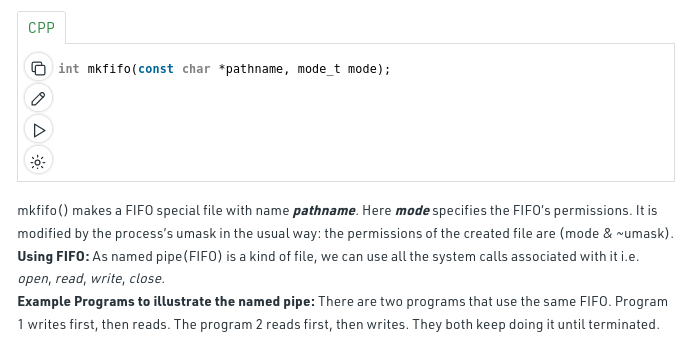 CPP
int mkfifo(const char *pathname, mode_t mode);
mkfifo() makes a FIFO special file with name pathname. Here mode specifies the FIFO’s permissions. It is
modified by the process’s umask in the usual way: the permissions of the created file are (mode & ~umask).
Using FIFO: As named pipe(FIFO) is a kind of file, we can use all the system calls associated with it i.e.
open, read, write, close.
Example Programs to illustrate the named pipe: There are two programs that use the same FIFO. Program
1 writes first, then reads. The program 2 reads first, then writes. They both keep doing it until terminated.